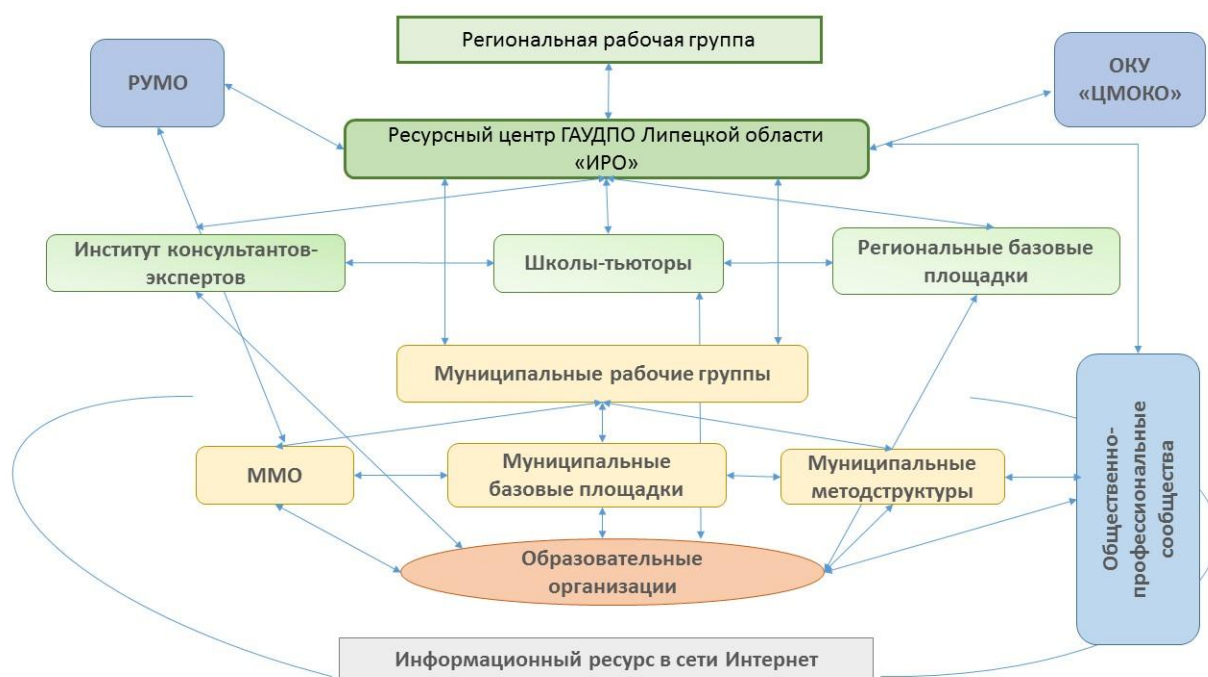 Региональная рабочая группа
РУМО
ОКУ
«ЦМОКО»
Ресурсный центр ГАУДПО Липецкой области
«ИРО»
Институт консультантов-
экспертов
Школы-тьюторы
Региональные базовые
площадки
Муниципальные рабочие группы
ММО
Муниципальные
базовые площадки
Муниципальные
методструктуры
Общественно-
профессиональные
сообщества
Образовательные
организации
Информационный ресурс в сети Интернет